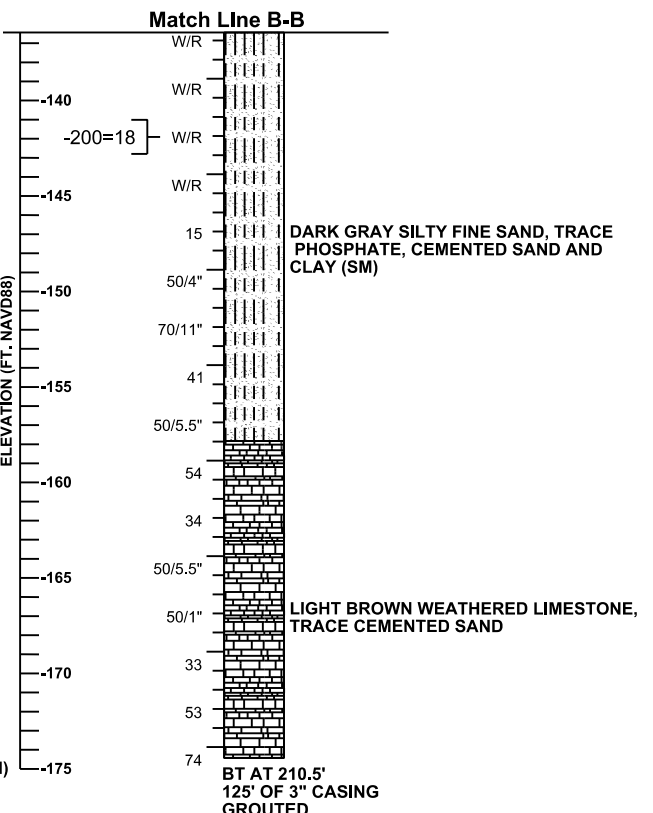 Match Line B-B
W/R
W/R
-140
-200=18
W/R
-145
W/R
15
DARK GRAY SILTY FINE SAND, TRACE
PHOSPHATE, CEMENTED SAND AND
CLAY (SM)
50/4"
-150
70/11"
ELEVATION (FT. NAVD88)
41
-155
50/5.5"
54
-160
34
50/5.5"
-165
50/1"
LIGHT BROWN WEATHERED LIMESTONE,
TRACE CEMENTED SAND
33
-170
53
74
-175
BT AT 210.5'
125' OF 3" CASING
GROUTED